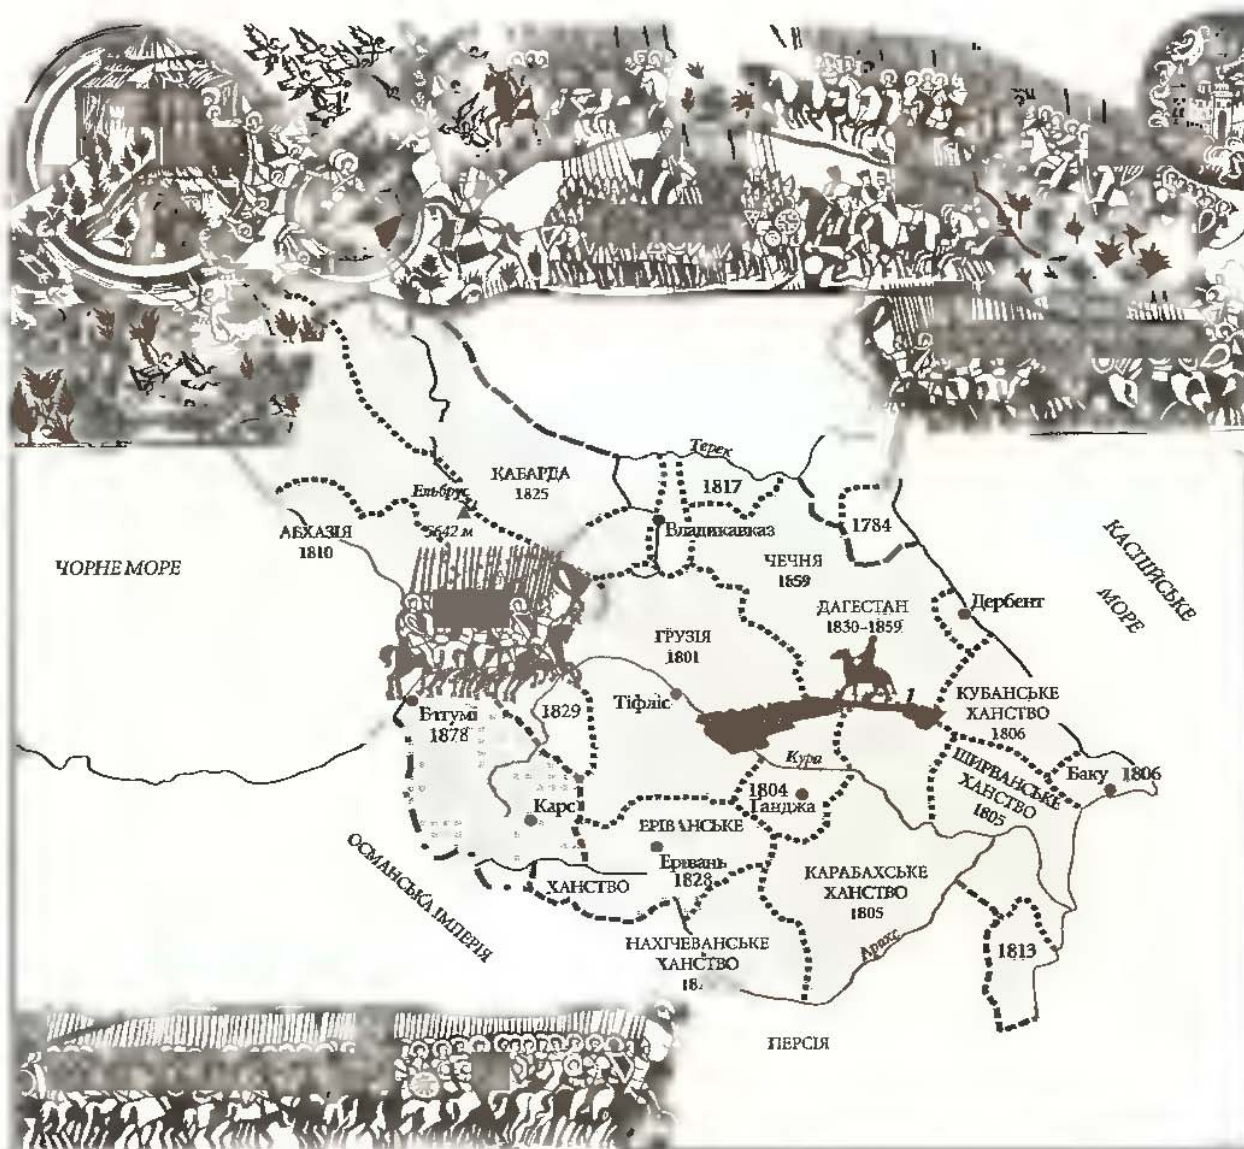 Терек
КАБАРДА
1825
1817
Ельбрус
5642 м
1784
Владикавказ
АБХАЗІЯ
1810
ЧОРНЕ МОРЕ
ЧЕЧНЯ
1859
КАСПІЙСЬКЕ
МОРЕ
ДАГЕСТАН
1830–1859
Дербент
ГРУЗІЯ
1801
КУБАНСЬКЕ
ХАНСТВО
1806
1829
Тіфліс
Батумі
1878
Кура
ШИРВАНСЬКЕ
ХАНСТВО
1805
Баку 1806
1804
Ганджа
Карс
ЕРІВАНСЬКЕ
Ерівань
1828
ХАНСТВО
КАРАБАХСЬКЕ
ХАНСТВО
1805
ОСМАНСЬКА ІМПЕРІЯ
НАХІЧЕВАНСЬКЕ
ХАНСТВО
Аракс
1813
ПЕРСІЯ